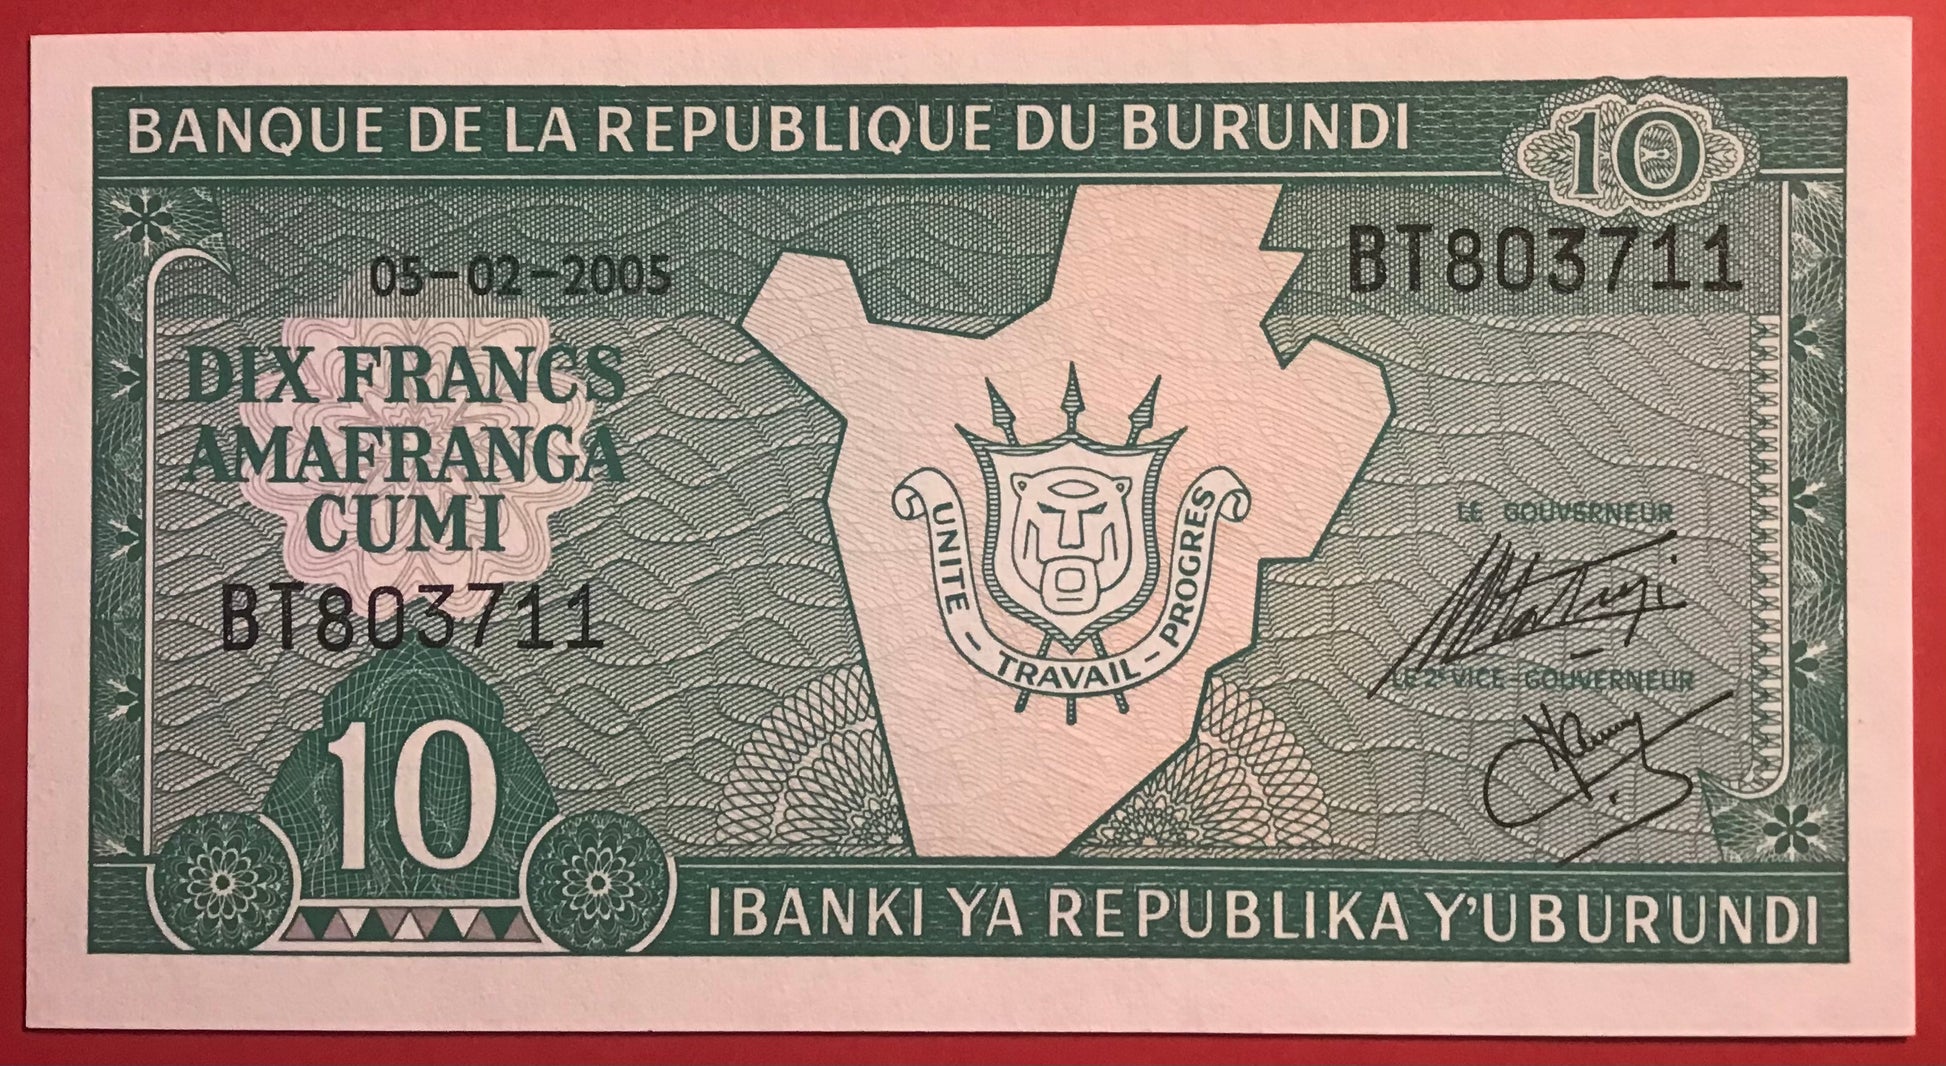 BANQUE DE LA REPUBLIQUE DU BURUNDI
10
05-02-2005
BT803711
DIX FRANCS
AMAFRANGA
CUMI
BT803711
UNITE - TRAVAIL - PROGRES
LE GOUVERNEUR
LE 2E VICE-GOUVERNEUR
10
IBANKI YA REPUBLIKA Y'UBURUNDI